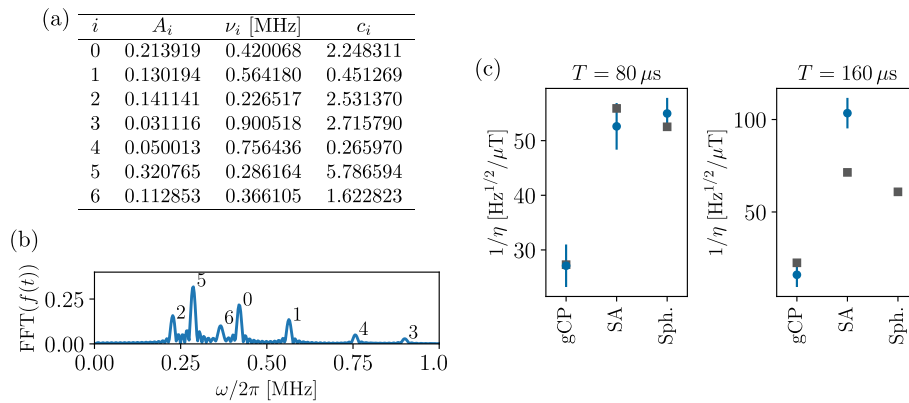 (a)
i A_i ν_i [MHz] c_i
0 0.213919 0.420068 2.248311
1 0.130194 0.564180 0.451269
2 0.141141 0.226517 2.531370
3 0.031116 0.900518 2.715790
4 0.050013 0.756436 0.265970
5 0.320765 0.286164 5.786594
6 0.112853 0.366105 1.622823
(b)
FFT(f(t))
0.25
0.00
2 5 6 0 1 4 3
0.00 0.25 0.50 0.75 1.0
ω/2π [MHz]
(c)
T = 80 μs
1/η [Hz^{1/2}/μT]
50
40
30
gCP SA Sph.
T = 160 μs
1/η [Hz^{1/2}/μT]
100
50
gCP SA Sph.